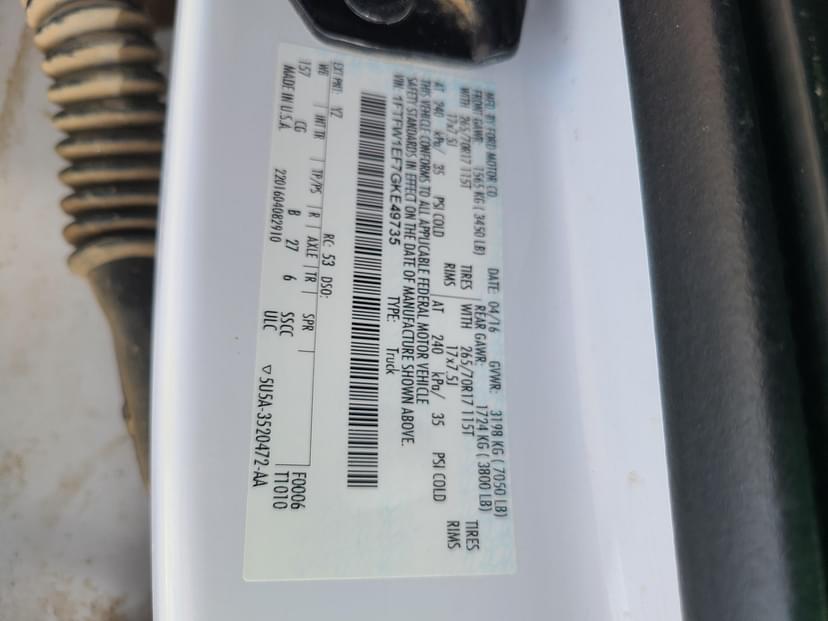 MFD. BY FORD MOTOR CO.
DATE: 04/16 GVWR: 3198 KG ( 7050 LB)
FRONT GAWR: 1565 KG ( 3450 LB) REAR GAWR: 1724 KG ( 3800 LB)
WITH 265/70R17 115T TIRES WITH 265/70R17 115T TIRES
17x7.5J RIMS 17x7.5J RIMS
AT 240 kPa/ 35 PSI COLD AT 240 kPa/ 35 PSI COLD
THIS VEHICLE CONFORMS TO ALL APPLICABLE FEDERAL MOTOR VEHICLE
SAFETY STANDARDS IN EFFECT ON THE DATE OF MANUFACTURE SHOWN ABOVE.
VIN: 1FTFW1EF7GKE49735 TYPE: Truck
EXT PNT: YZ RC: 53 DSO: F0006
WB INT TR TP/PS R AXLE TR SPR T1010
157 CG B 27 6 SSCC
MADE IN U.S.A. 2201604082910 ULC ▽5U5A-3520472-AA